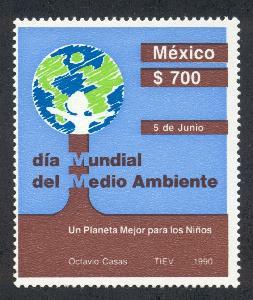 México
$ 700
5 de Junio
día Mundial
del Medio Ambiente
Un Planeta Mejor para los Niños
Octavio Casas TIEV 1990